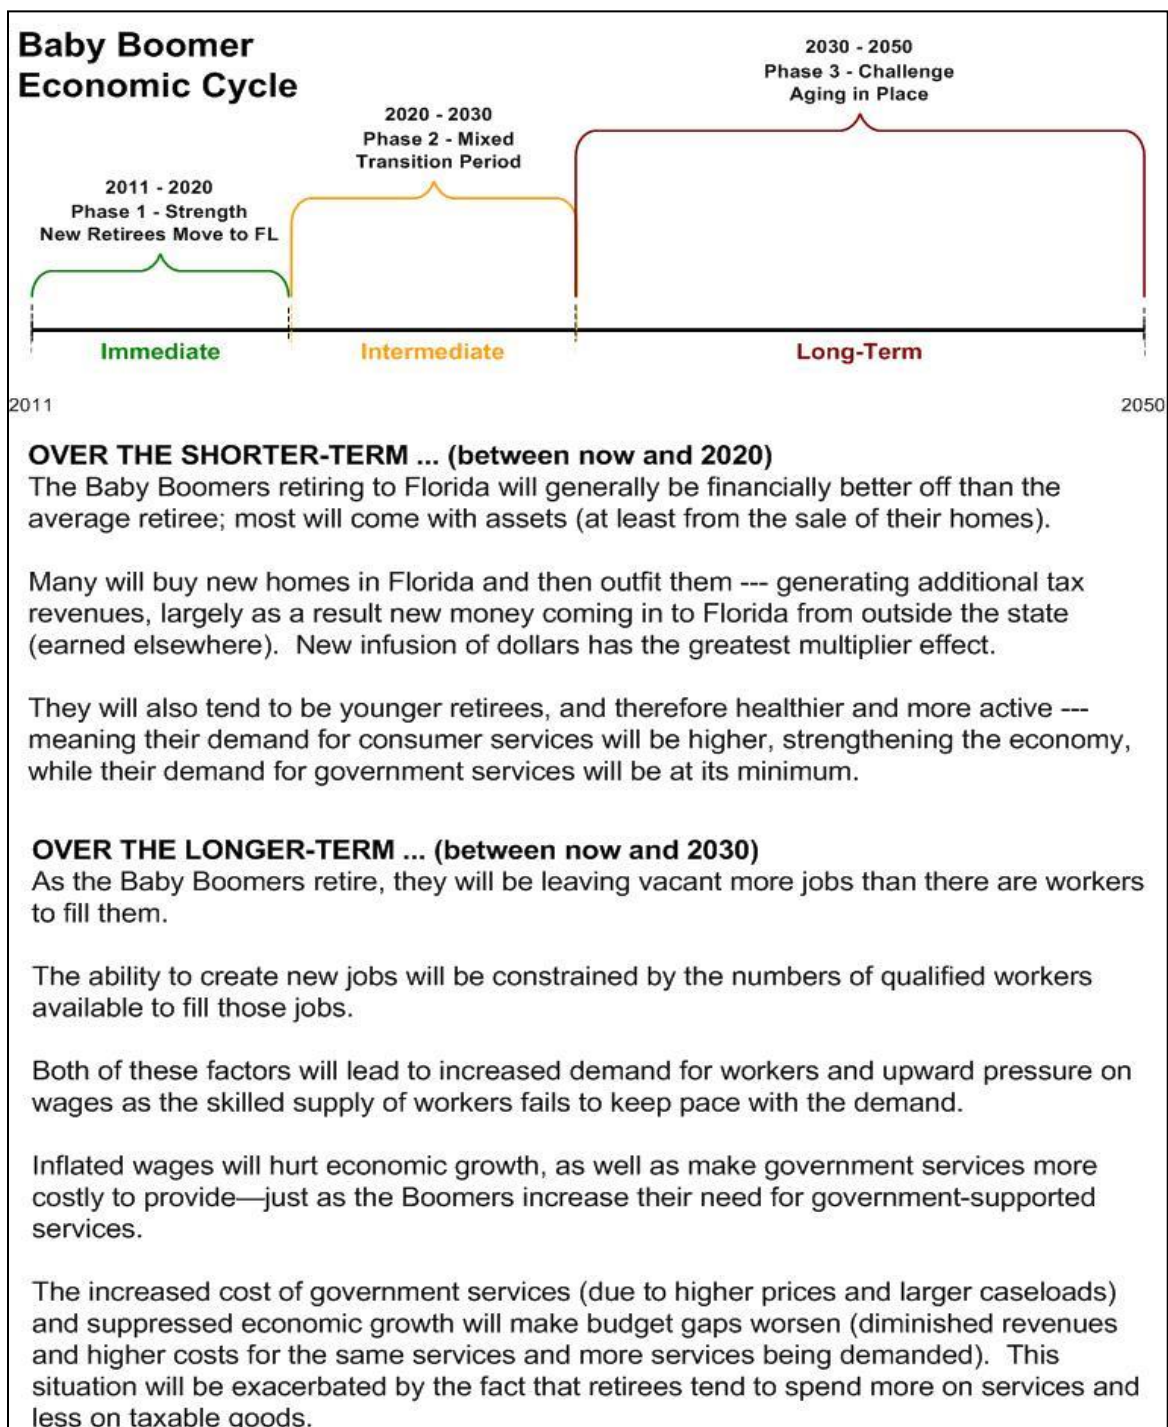 Baby Boomer
Economic Cycle
2030 - 2050
Phase 3 - Challenge
Aging in Place
2020 - 2030
Phase 2 - Mixed
Transition Period
2011 - 2020
Phase 1 - Strength
New Retirees Move to FL
Immediate
Intermediate
Long-Term
2011
2050
OVER THE SHORTER-TERM ... (between now and 2020)
The Baby Boomers retiring to Florida will generally be financially better off than the
average retiree; most will come with assets (at least from the sale of their homes).
Many will buy new homes in Florida and then outfit them --- generating additional tax
revenues, largely as a result new money coming in to Florida from outside the state
(earned elsewhere).  New infusion of dollars has the greatest multiplier effect.
They will also tend to be younger retirees, and therefore healthier and more active ---
meaning their demand for consumer services will be higher, strengthening the economy,
while their demand for government services will be at its minimum.
OVER THE LONGER-TERM ... (between now and 2030)
As the Baby Boomers retire, they will be leaving vacant more jobs than there are workers
to fill them.
The ability to create new jobs will be constrained by the numbers of qualified workers
available to fill those jobs.
Both of these factors will lead to increased demand for workers and upward pressure on
wages as the skilled supply of workers fails to keep pace with the demand.
Inflated wages will hurt economic growth, as well as make government services more
costly to provide—just as the Boomers increase their need for government-supported
services.
The increased cost of government services (due to higher prices and larger caseloads)
and suppressed economic growth will make budget gaps worsen (diminished revenues
and higher costs for the same services and more services being demanded).  This
situation will be exacerbated by the fact that retirees tend to spend more on services and
less on taxable goods.